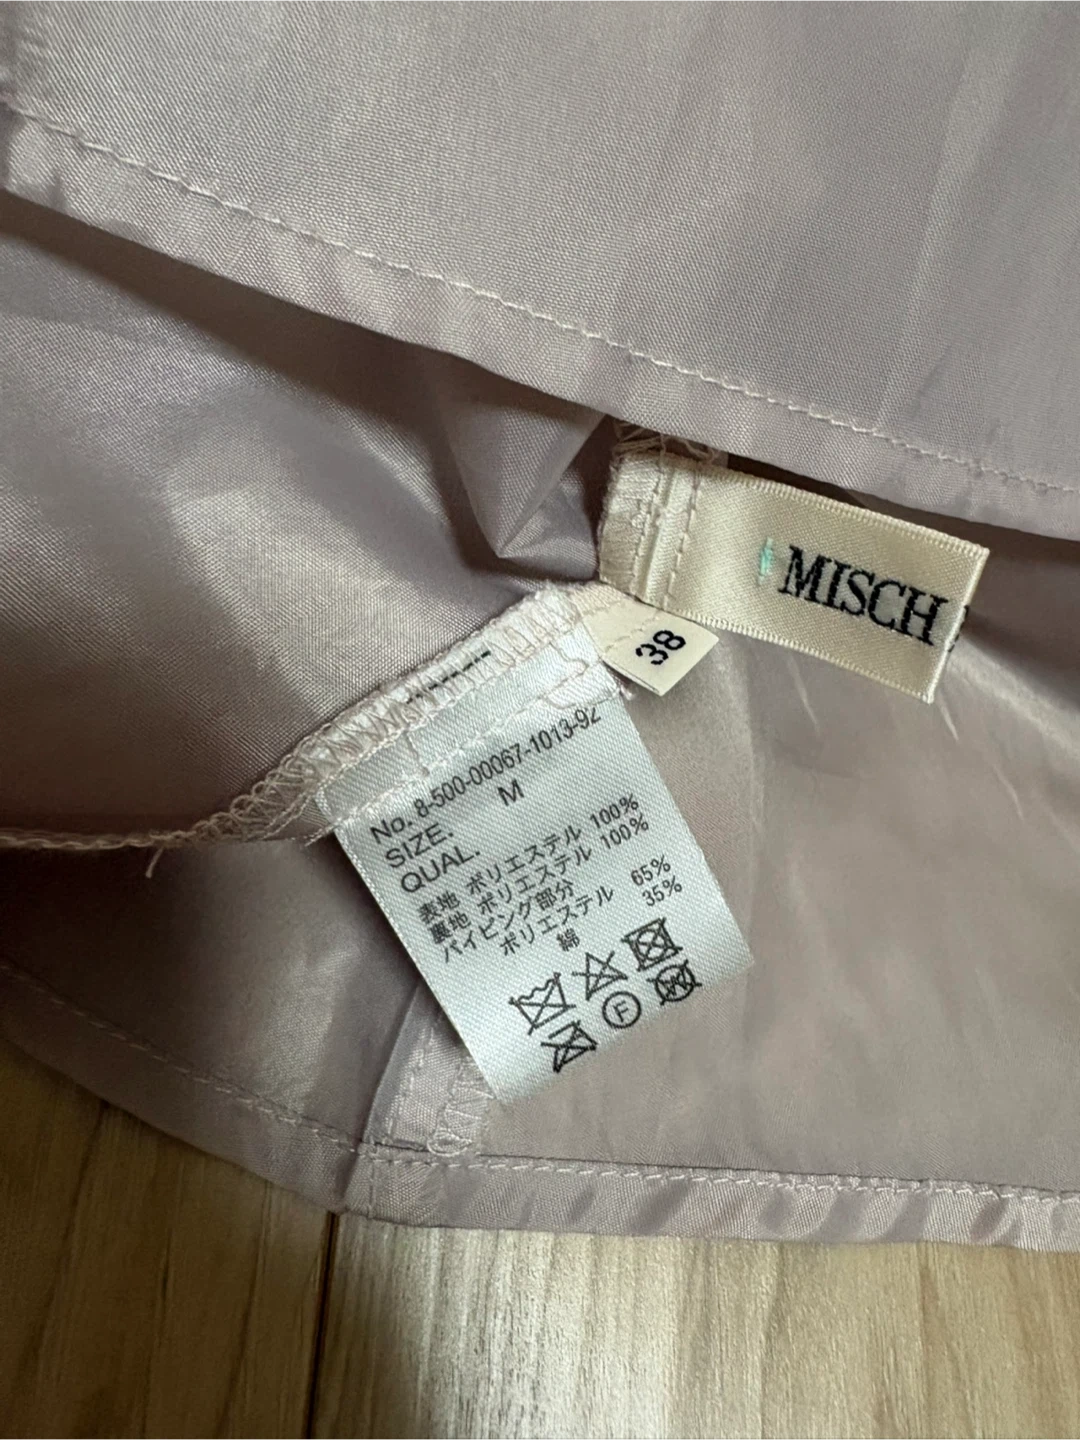 MISCH
38
No. 8-500-00067-1013-92
SIZE. M
QUAL.
表地 ポリエステル 100%
裏地 ポリエステル 100%
パイピング部分
ポリエステル 65%
綿 35%
F